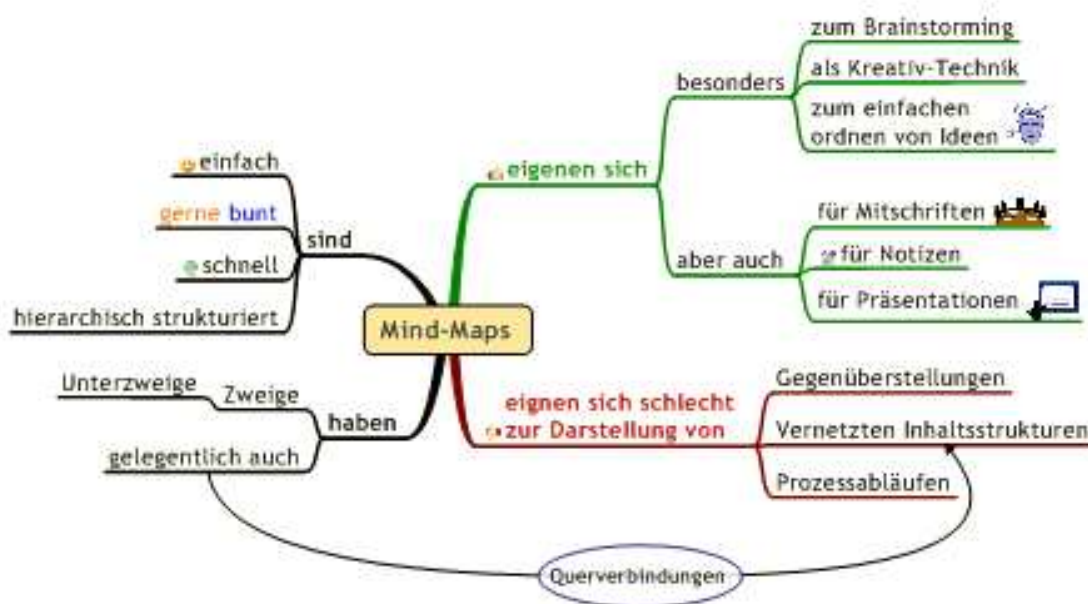 zum Brainstorming
besonders
als Kreativ-Technik
zum einfachen
ordnen von Ideen
einfach
eigenen sich
gerne bunt
für Mitschriften
sind
schnell
aber auch
für Notizen
für Präsentationen
hierarchisch strukturiert
Mind-Maps
Unterzweige
Zweige
haben
gelegentlich auch
eignen sich schlecht
zur Darstellung von
Gegenüberstellungen
Vernetzten Inhaltsstrukturen
Prozessabläufen
Querverbindungen